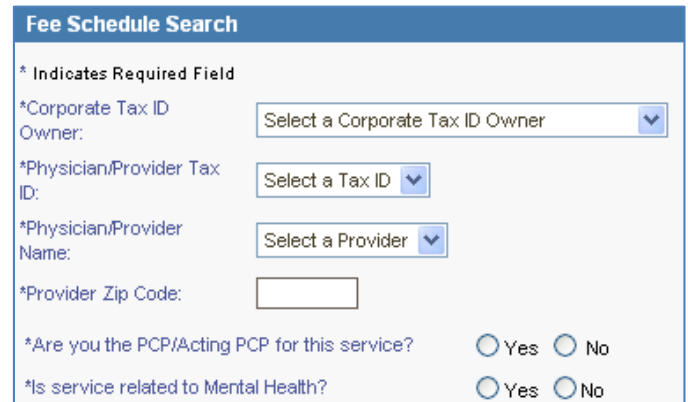 Fee Schedule Search
* Indicates Required Field
*Corporate Tax ID Owner: Select a Corporate Tax ID Owner
*Physician/Provider Tax ID: Select a Tax ID
*Physician/Provider Name: Select a Provider
*Provider Zip Code:
*Are you the PCP/Acting PCP for this service? Yes No
*Is service related to Mental Health? Yes No